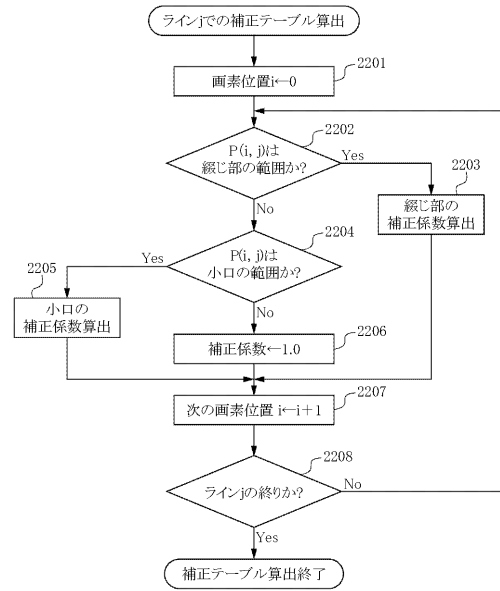 ラインjでの補正テーブル算出
2201
画素位置i←0
2202
P(i, j)は
綴じ部の範囲か?
Yes
2203
綴じ部の
補正係数算出
No
2204
P(i, j)は
小口の範囲か?
Yes
2205
小口の
補正係数算出
No
2206
補正係数←1.0
2207
次の画素位置 i←i+1
2208
ラインjの終りか?
No
Yes
補正テーブル算出終了